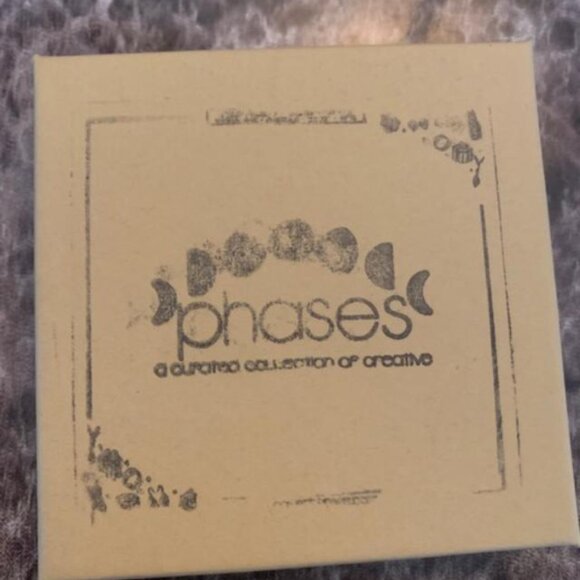 phases
a curated collection of creative